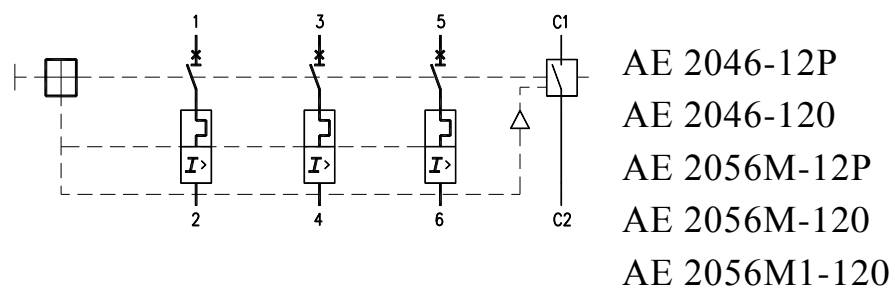 1 3 5 C1
I> I> I>
2 4 6 C2
AE 2046-12P
AE 2046-120
AE 2056M-12P
AE 2056M-120
AE 2056M1-120